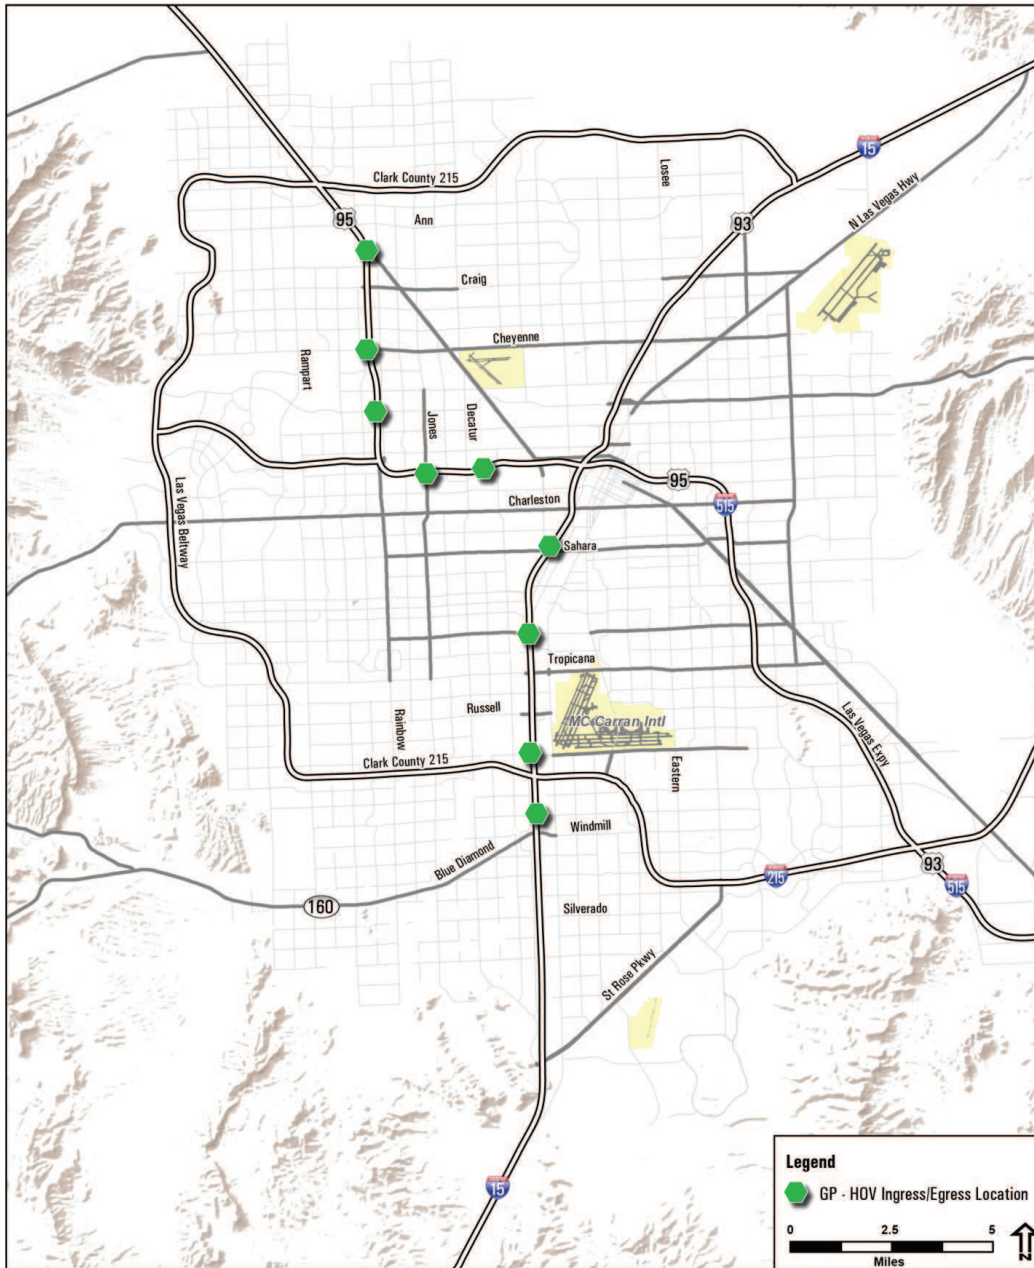 15
Clark County 215
Losee
N Las Vegas Hwy
95
Ann
93
Craig
Cheyenne
Rampart
Jones
Decatur
95
515
Charleston
Las Vegas Beltway
Sahara
Tropicana
Russell
MC Carran Intl
Rainbow
Clark County 215
Eastern
Las Vegas Expy
Windmill
Blue Diamond
93
215
515
160
Silverado
St Rose Pkwy
15
Legend
GP - HOV Ingress/Egress Location
0 2.5 5
Miles
N